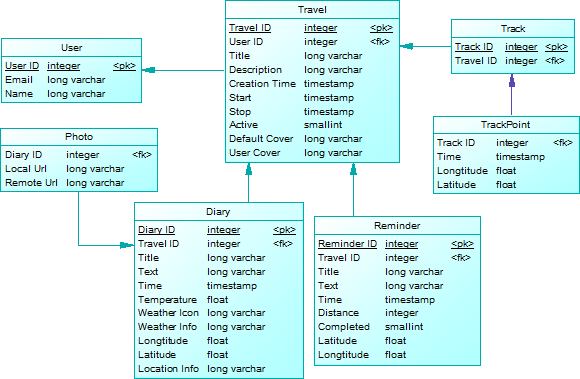 Travel
Travel ID integer <pk>
User ID integer <fk>
Title long varchar
Description long varchar
Creation Time timestamp
Start timestamp
Stop timestamp
Active smallint
Default Cover long varchar
User Cover long varchar
Track
Track ID integer <pk>
Travel ID integer <fk>
User
User ID integer <pk>
Email long varchar
Name long varchar
TrackPoint
Track ID integer <fk>
Time timestamp
Longtitude float
Latitude float
Photo
Diary ID integer <fk>
Local Url long varchar
Remote Url long varchar
Diary
Diary ID integer <pk>
Travel ID integer <fk>
Title long varchar
Text long varchar
Time timestamp
Temperature float
Weather Icon long varchar
Weather Info long varchar
Longtitude float
Latitude float
Location Info long varchar
Reminder
Reminder ID integer <pk>
Travel ID integer <fk>
Title long varchar
Text long varchar
Time timestamp
Distance integer
Completed smallint
Latitude float
Longtitude float